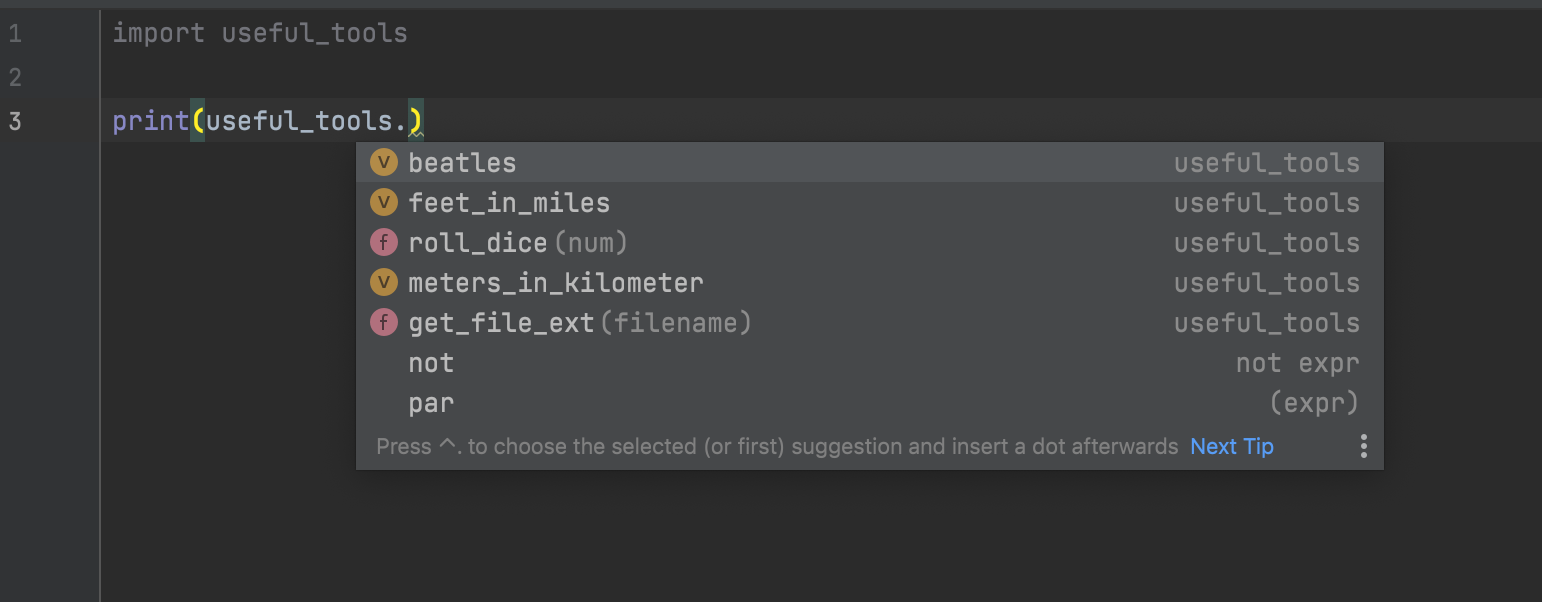 1 import useful_tools
2
3 print(useful_tools.)
V beatles useful_tools
V feet_in_miles useful_tools
f roll_dice(num) useful_tools
V meters_in_kilometer useful_tools
f get_file_ext(filename) useful_tools
not not expr
par (expr)
Press ^. to choose the selected (or first) suggestion and insert a dot afterwards Next Tip